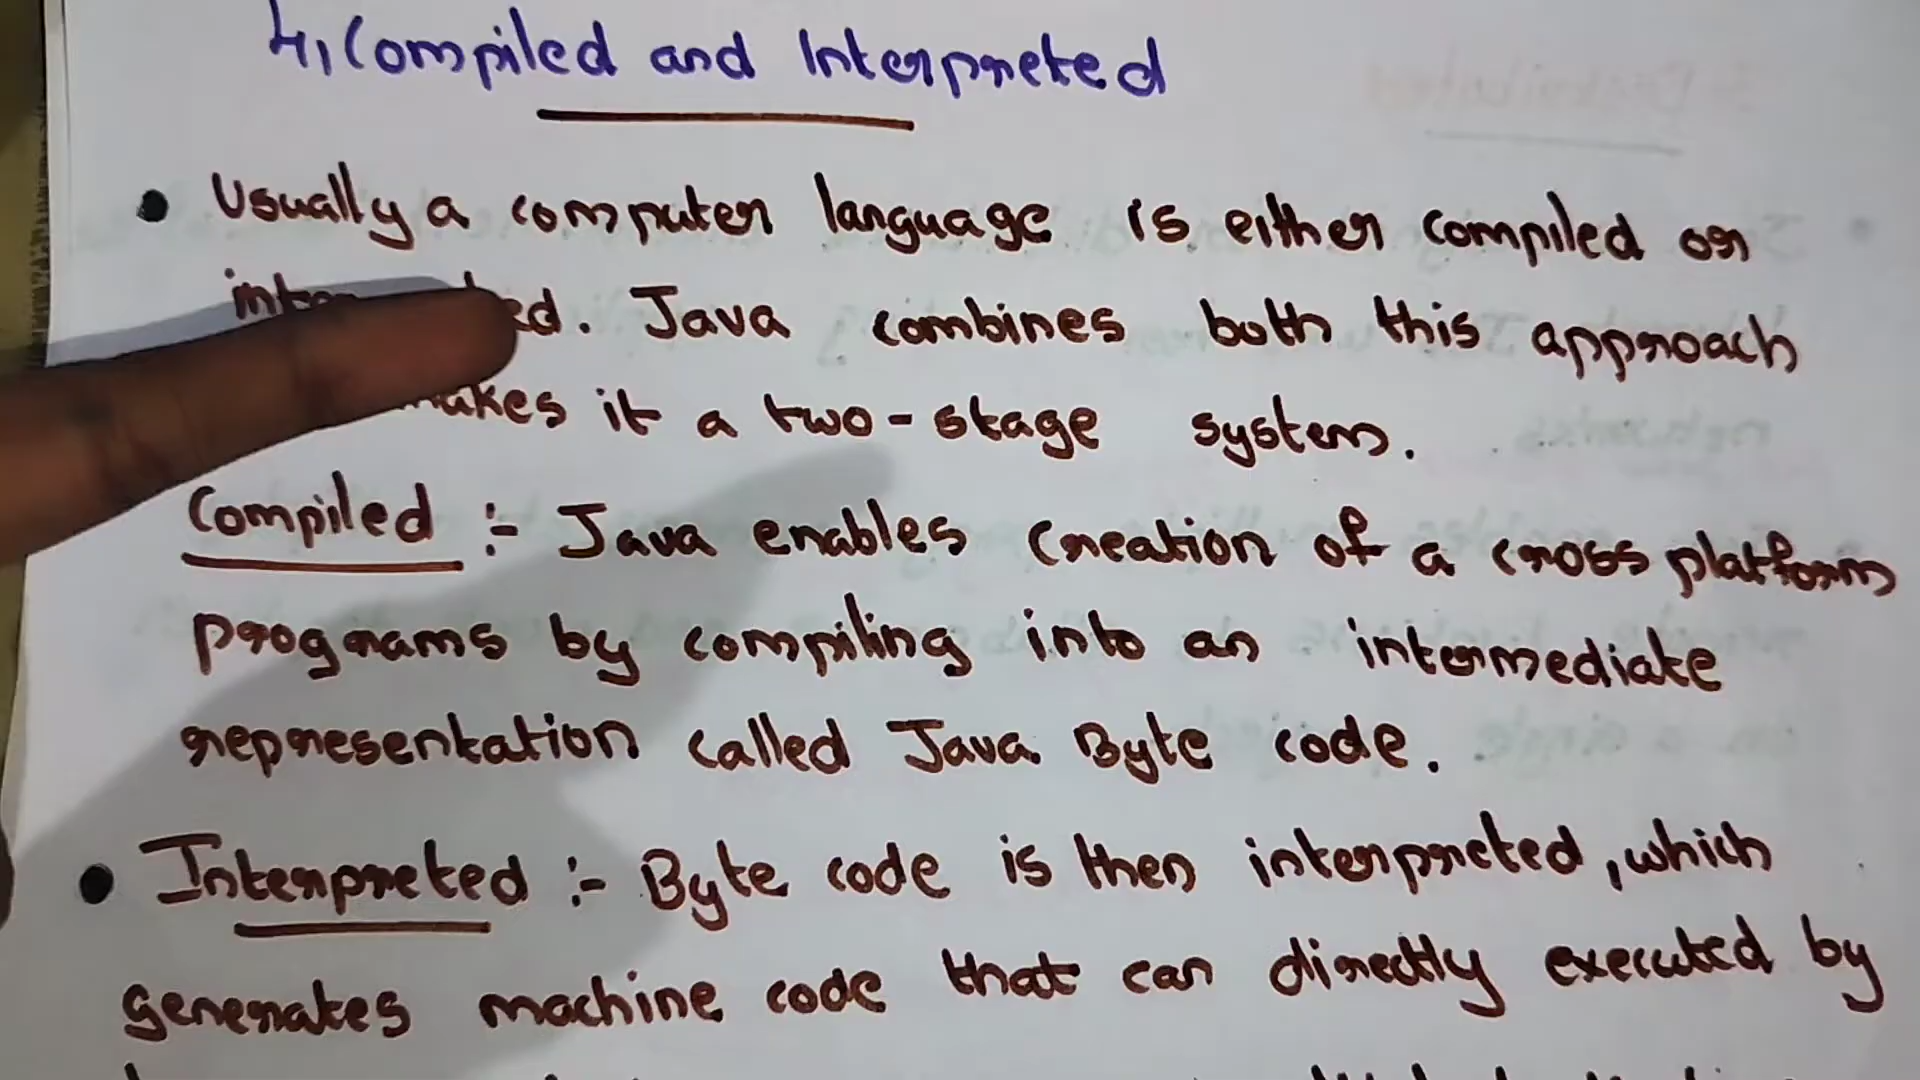 4, Compiled and Interpreted
• Usually a computer language is either compiled or
. Java combines both this approach
it a two-stage system.
Compiled :- Java enables Creation of a cross platform
programs by compiling into an intermediate
representation called Java Byte code.
• Interpreted :- Byte code is then interpreted, which
generates machine code that can directly executed by